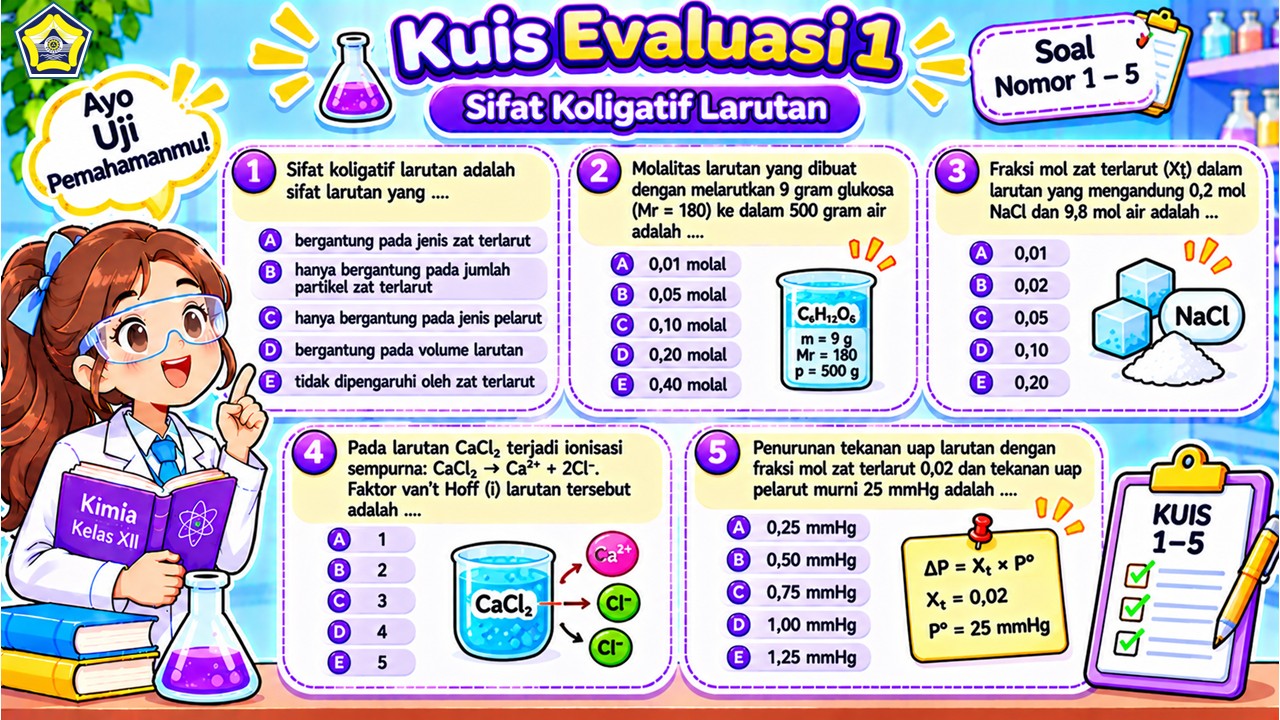 Kuis Evaluasi 1
Sifat Koligatif Larutan
Soal
Nomor 1 – 5
Ayo
Uji
Pemahamanmu!
1
Sifat koligatif larutan adalah
sifat larutan yang ....
A bergantung pada jenis zat terlarut
B hanya bergantung pada jumlah
partikel zat terlarut
C hanya bergantung pada jenis pelarut
D bergantung pada volume larutan
E tidak dipengaruhi oleh zat terlarut
2
Molalitas larutan yang dibuat
dengan melarutkan 9 gram glukosa
(Mr = 180) ke dalam 500 gram air
adalah ....
A 0,01 molal
B 0,05 molal
C 0,10 molal
D 0,20 molal
E 0,40 molal
C₆H₁₂O₆
m = 9 g
Mr = 180
p = 500 g
3
Fraksi mol zat terlarut (Xt) dalam
larutan yang mengandung 0,2 mol
NaCl dan 9,8 mol air adalah ...
A 0,01
B 0,02
C 0,05
D 0,10
E 0,20
NaCl
4
Pada larutan CaCl₂ terjadi ionisasi
sempurna: CaCl₂ → Ca²⁺ + 2Cl⁻.
Faktor van't Hoff (i) larutan tersebut
adalah ....
A 1
B 2
C 3
D 4
E 5
CaCl₂
Ca²⁺
Cl⁻
Cl⁻
5
Penurunan tekanan uap larutan dengan
fraksi mol zat terlarut 0,02 dan tekanan uap
pelarut murni 25 mmHg adalah ....
A 0,25 mmHg
B 0,50 mmHg
C 0,75 mmHg
D 1,00 mmHg
E 1,25 mmHg
ΔP = Xₜ × P°
Xₜ = 0,02
P° = 25 mmHg
Kimia
Kelas XII
KUIS
1–5